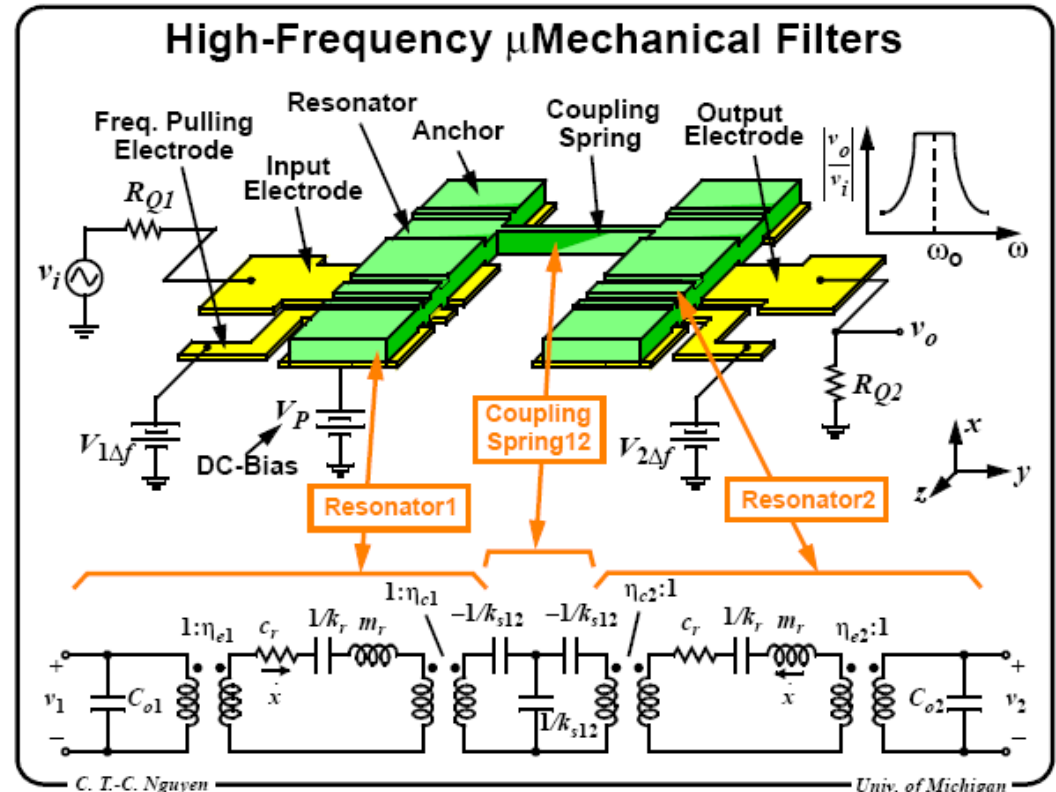 High-Frequency μMechanical Filters
Resonator
Coupling
Spring
Output
Electrode
Freq. Pulling
Electrode
Anchor
Input
Electrode
R_Q1
v_i
|v_o/v_i|
ω_o
ω
v_o
R_Q2
V_P
V_1Δf
DC-Bias
Coupling
Spring12
V_2Δf
x
y
z
Resonator1
Resonator2
1:η_c1
η_c2:1
1:η_e1
c_r
1/k_r
m_r
−1/k_s12
−1/k_s12
c_r
1/k_r
m_r
η_e2:1
+
v_1
−
C_o1
ẋ
1/k_s12
ẋ
C_o2
+
v_2
−
C. T.-C. Nguyen
Univ. of Michigan